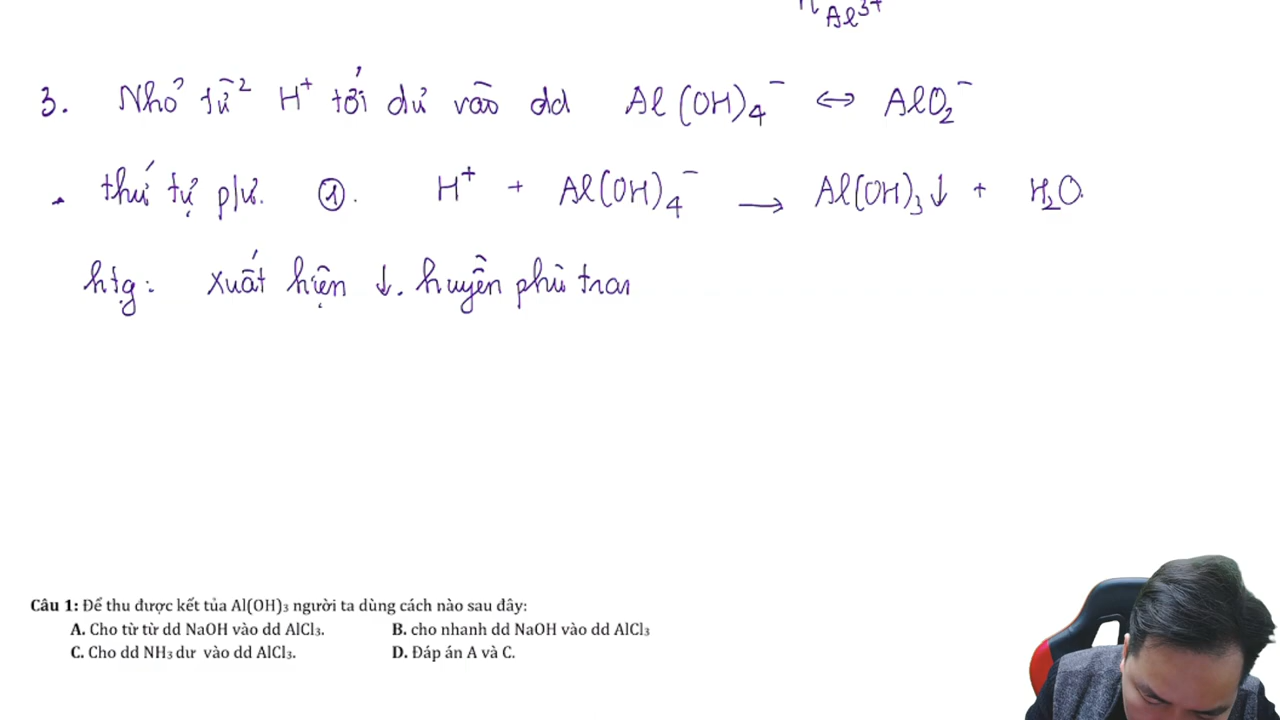 n Al³⁺
3. Nhỏ từ² H⁺ tới dư vào dd Al(OH)₄⁻ ⇔ AlO₂⁻
. thứ tự p/ư. ①. H⁺ + Al(OH)₄⁻ → Al(OH)₃↓ + H₂O.
htg: xuất hiện ↓. huyền phù tran
Câu 1: Để thu được kết tủa Al(OH)₃ người ta dùng cách nào sau đây:
A. Cho từ từ dd NaOH vào dd AlCl₃. B. cho nhanh dd NaOH vào dd AlCl₃
C. Cho dd NH₃ dư vào dd AlCl₃. D. Đáp án A và C.